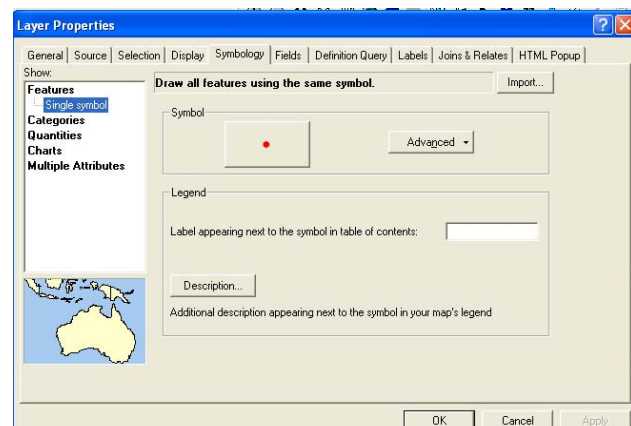 Layer Properties
General Source Selection Display Symbology Fields Definition Query Labels Joins & Relates HTML Popup
Show:
Features
Single symbol
Categories
Quantities
Charts
Multiple Attributes
Draw all features using the same symbol.
Import...
Symbol
Advanced
Legend
Label appearing next to the symbol in table of contents:
Description...
Additional description appearing next to the symbol in your map's legend
OK Cancel Apply